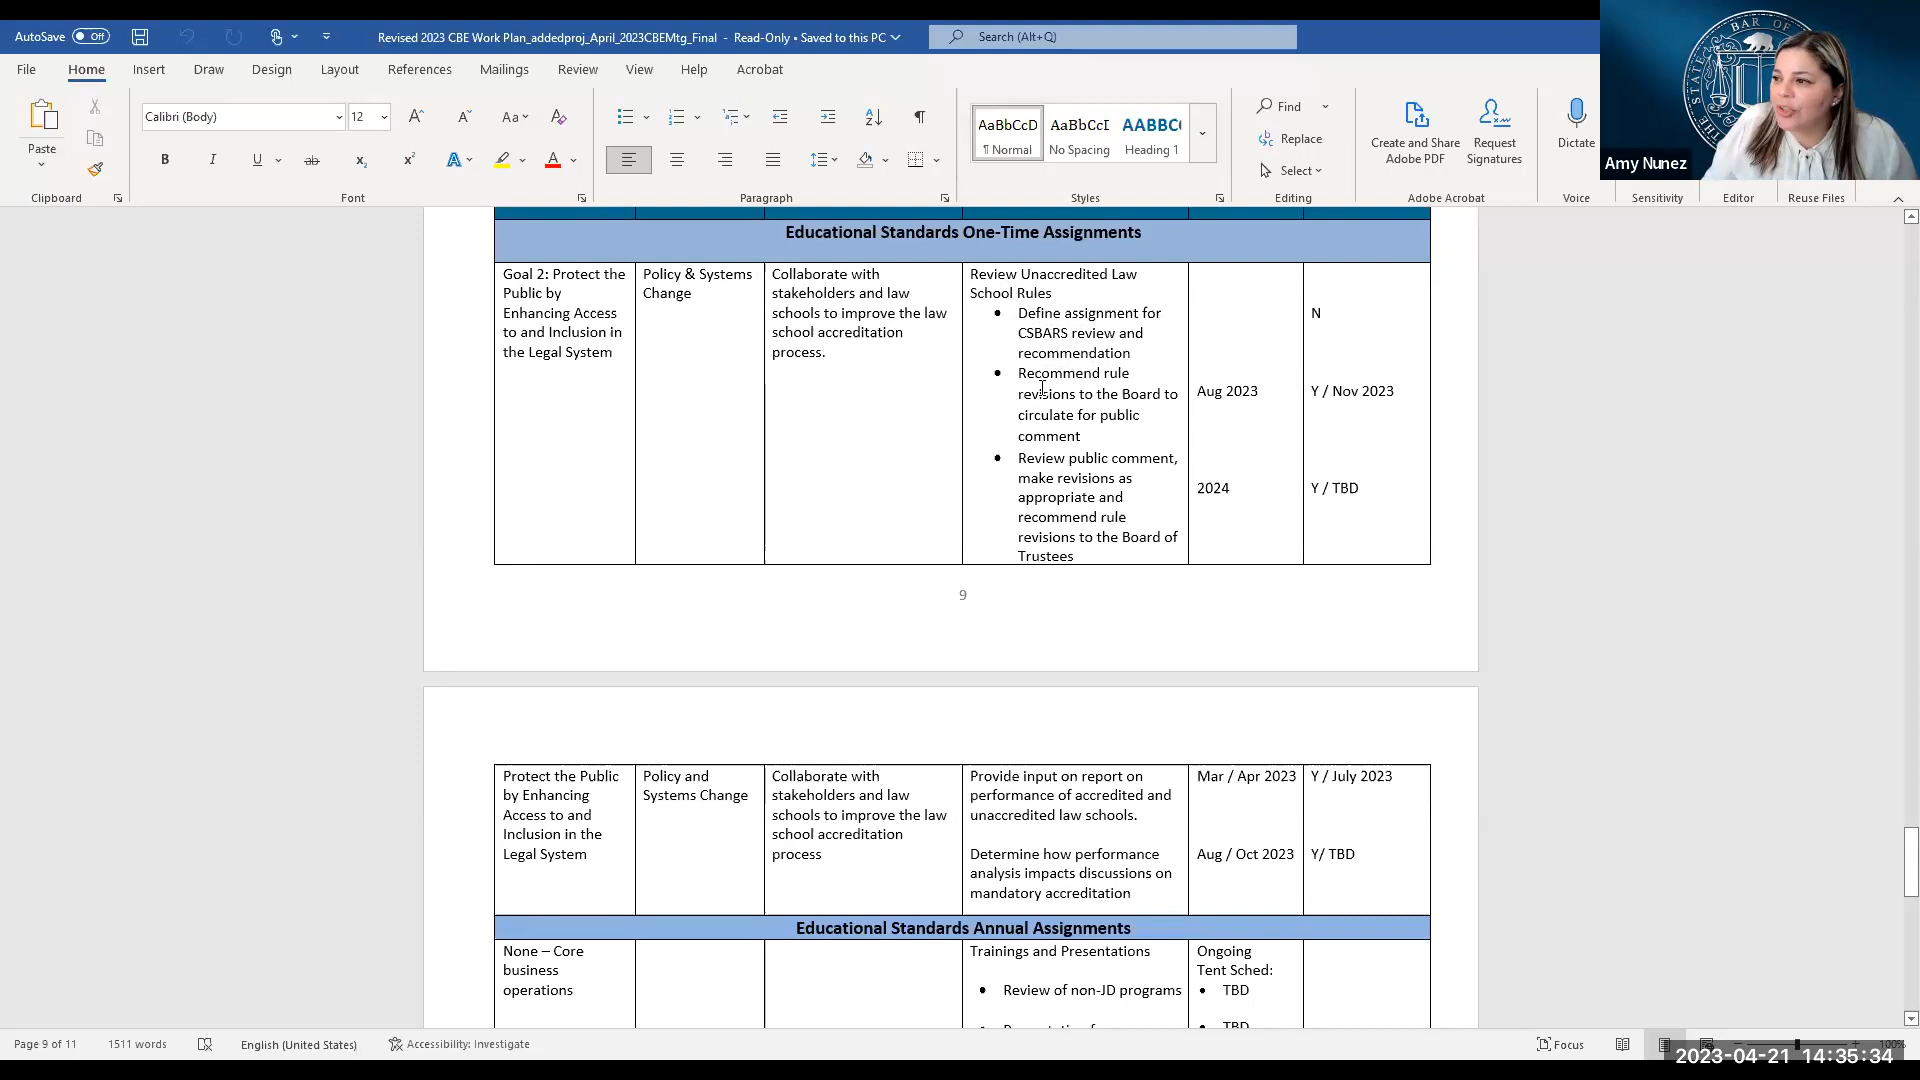 AutoSave Off
Revised 2023 CBE Work Plan_addedproj_April_2023CBEMtg_Final - Read-Only • Saved to this PC
Search (Alt+Q)
File Home Insert Draw Design Layout References Mailings Review View Help Acrobat
Paste
Clipboard
Calibri (Body) 12
Font
Paragraph
AaBbCcD AaBbCcI AABBC
¶ Normal No Spacing Heading 1
Styles
Find
Replace
Select
Editing
Create and Share Adobe PDF
Request Signatures
Adobe Acrobat
Dictate
Voice
Sensitivity
Editor
Reuse Files
THE STATE BAR OF
Amy Nunez
Educational Standards One-Time Assignments
Goal 2: Protect the
Public by
Enhancing Access
to and Inclusion in
the Legal System
Policy & Systems
Change
Collaborate with
stakeholders and law
schools to improve the law
school accreditation
process.
Review Unaccredited Law
School Rules
• Define assignment for
CSBARS review and
recommendation
N
• Recommend rule
revisions to the Board to
circulate for public
comment
Aug 2023
Y / Nov 2023
• Review public comment,
make revisions as
appropriate and
recommend rule
revisions to the Board of
Trustees
2024
Y / TBD
9
Protect the Public
by Enhancing
Access to and
Inclusion in the
Legal System
Policy and
Systems Change
Collaborate with
stakeholders and law
schools to improve the law
school accreditation
process
Provide input on report on
performance of accredited and
unaccredited law schools.
Mar / Apr 2023
Y / July 2023
Determine how performance
analysis impacts discussions on
mandatory accreditation
Aug / Oct 2023
Y/ TBD
Educational Standards Annual Assignments
None – Core
business
operations
Trainings and Presentations
• Review of non-JD programs
Ongoing
Tent Sched:
• TBD
• TBD
Page 9 of 11
1511 words
English (United States)
Accessibility: Investigate
Focus
100%
2023-04-21 14:35:34